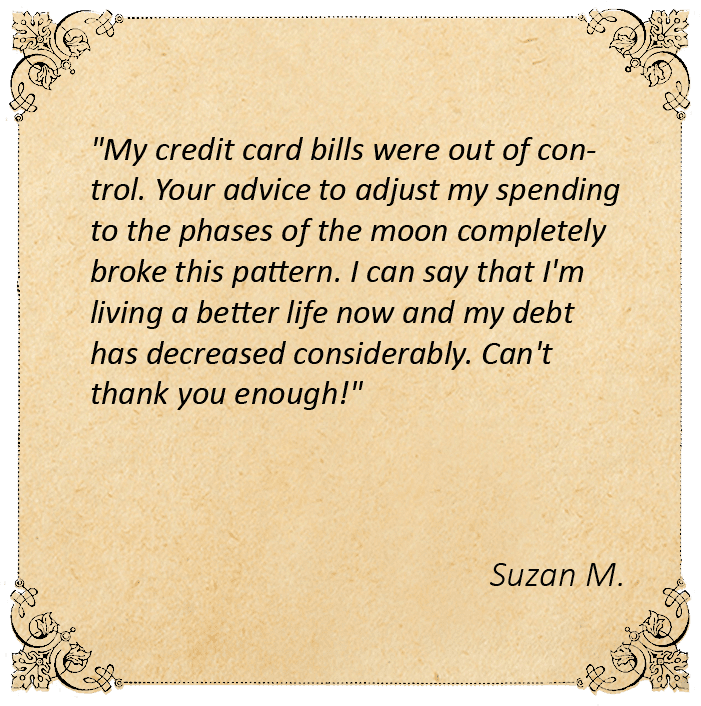 "My credit card bills were out of con-
trol. Your advice to adjust my spending
to the phases of the moon completely
broke this pattern. I can say that I'm
living a better life now and my debt
has decreased considerably. Can't
thank you enough!"
Suzan M.